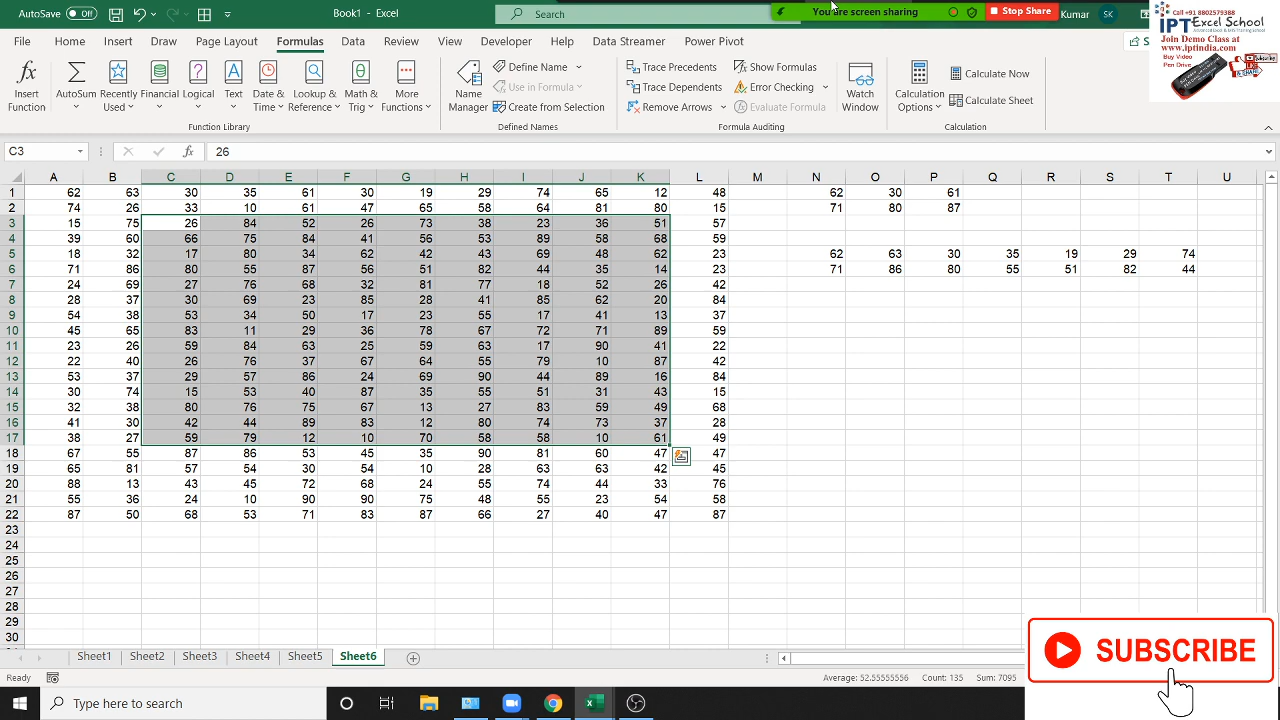 AutoSave Off Book1 - Excel Search You are screen sharing Stop Share Kumar SK
Call +91 8802579388
IPT Excel School
Join Demo Class at
www.iptindia.com
Buy Video
Pen Drive
File Home Insert Draw Page Layout Formulas Data Review View Developer Help Data Streamer Power Pivot
Insert Function AutoSum Recently Used Financial Logical Text Date & Time Lookup & Reference Math & Trig More Functions
Function Library
Name Manager Define Name Use in Formula Create from Selection
Defined Names
Trace Precedents Trace Dependents Remove Arrows Show Formulas Error Checking Evaluate Formula Watch Window
Formula Auditing
Calculation Options Calculate Now Calculate Sheet
Calculation
C3 fx 26
A B C D E F G H I J K L M N O P Q R S T U
1 62 63 30 35 61 30 19 29 74 65 12 48 62 30 61
2 74 26 33 10 61 47 65 58 64 81 80 15 71 80 87
3 15 75 26 84 52 26 73 38 23 36 51 57
4 39 60 66 75 84 41 56 53 89 58 68 59
5 18 32 17 80 34 62 42 43 69 48 62 23 62 63 30 35 19 29 74
6 71 86 80 55 87 56 51 82 44 35 14 23 71 86 80 55 51 82 44
7 24 69 27 76 68 32 81 77 18 52 26 42
8 28 37 30 69 23 85 28 41 85 62 20 84
9 54 38 53 34 50 17 23 55 17 41 13 37
10 45 65 83 11 29 36 78 67 72 71 89 59
11 23 26 59 84 63 25 59 63 17 90 41 22
12 22 40 26 76 37 67 64 55 79 10 87 42
13 53 37 29 57 86 24 69 90 44 89 16 84
14 30 74 15 53 40 87 35 55 51 31 43 15
15 32 38 80 76 75 67 13 27 83 59 49 68
16 41 30 42 44 89 83 12 80 74 73 37 28
17 38 27 59 79 12 10 70 58 58 10 61 49
18 67 55 87 86 53 45 35 90 81 60 47 47
19 65 81 57 54 30 54 10 28 63 63 42 45
20 88 13 43 45 72 68 24 55 74 44 33 76
21 55 36 24 10 90 90 75 48 55 23 54 58
22 87 50 68 53 71 83 87 66 27 40 47 87
23
24
25
26
27
28
29
30
SUBSCRIBE
Sheet1 Sheet2 Sheet3 Sheet4 Sheet5 Sheet6
Ready Average: 52.55555556 Count: 135 Sum: 7095
Type here to search